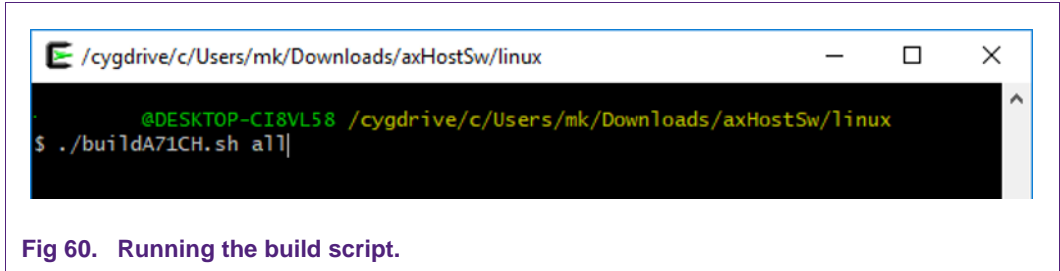 /cygdrive/c/Users/mk/Downloads/axHostSw/linux
@DESKTOP-CI8VL58 /cygdrive/c/Users/mk/Downloads/axHostSw/linux
$ ./buildA71CH.sh all
Fig 60. Running the build script.